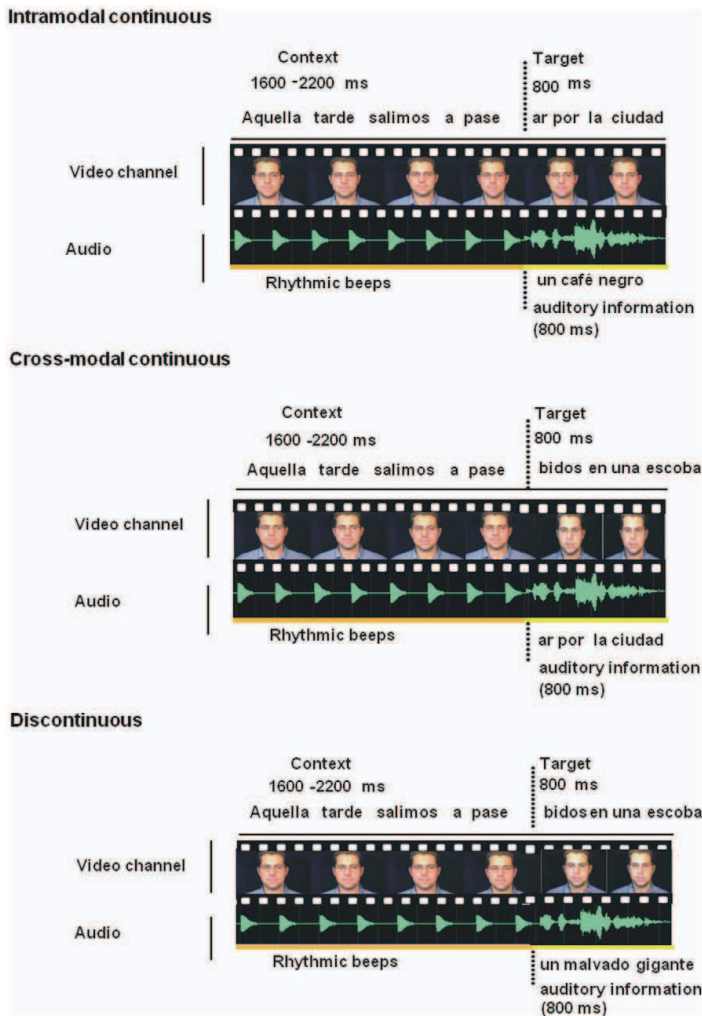 Intramodal continuous
Context
Target
1600 -2200 ms
800 ms
Aquella tarde salimos a pase
ar por la ciudad
Video channel
Audio
Rhythmic beeps
un café negro
auditory information
(800 ms)
Cross-modal continuous
Context
Target
1600 -2200 ms
800 ms
Aquella tarde salimos a pase
bidos en una escoba
Video channel
Audio
Rhythmic beeps
ar por la ciudad
auditory information
(800 ms)
Discontinuous
Context
Target
1600 -2200 ms
800 ms
Aquella tarde salimos a pase
bidos en una escoba
Video channel
Audio
Rhythmic beeps
un malvado gigante
auditory information
(800 ms)